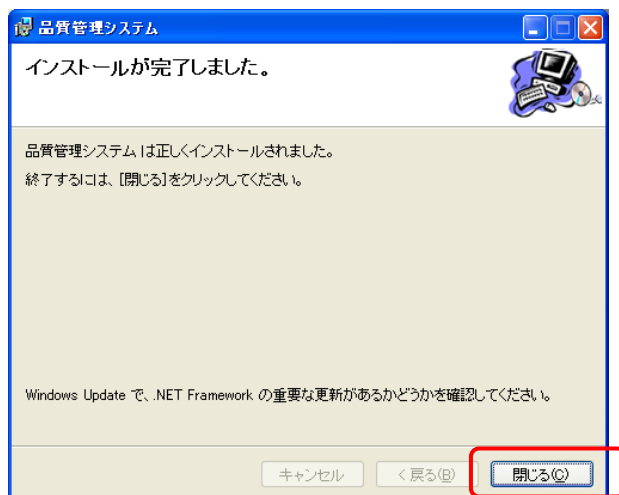 品質管理システム
インストールが完了しました。
品質管理システム は正しくインストールされました。
終了するには、[閉じる]をクリックしてください。
Windows Update で、.NET Framework の重要な更新があるかどうかを確認してください。
キャンセル < 戻る(B) 閉じる(C)